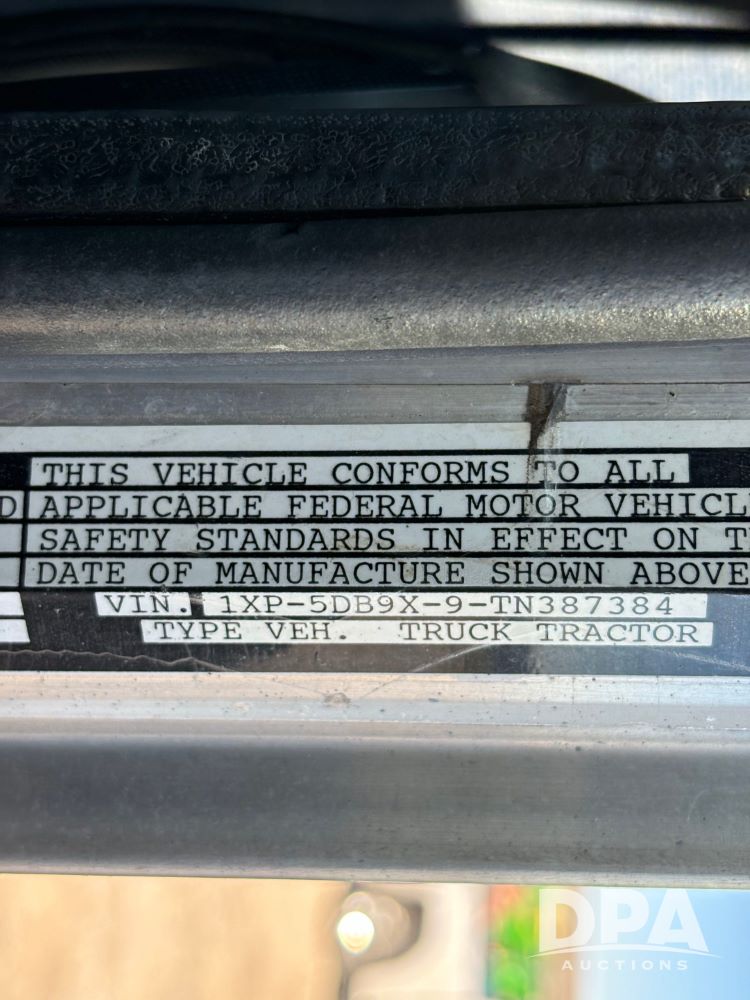 THIS VEHICLE CONFORMS TO ALL
D APPLICABLE FEDERAL MOTOR VEHICL
SAFETY STANDARDS IN EFFECT ON T
DATE OF MANUFACTURE SHOWN ABOVE
VIN. 1XP-5DB9X-9-TN387384
TYPE VEH. TRUCK TRACTOR
DPA
AUCTIONS